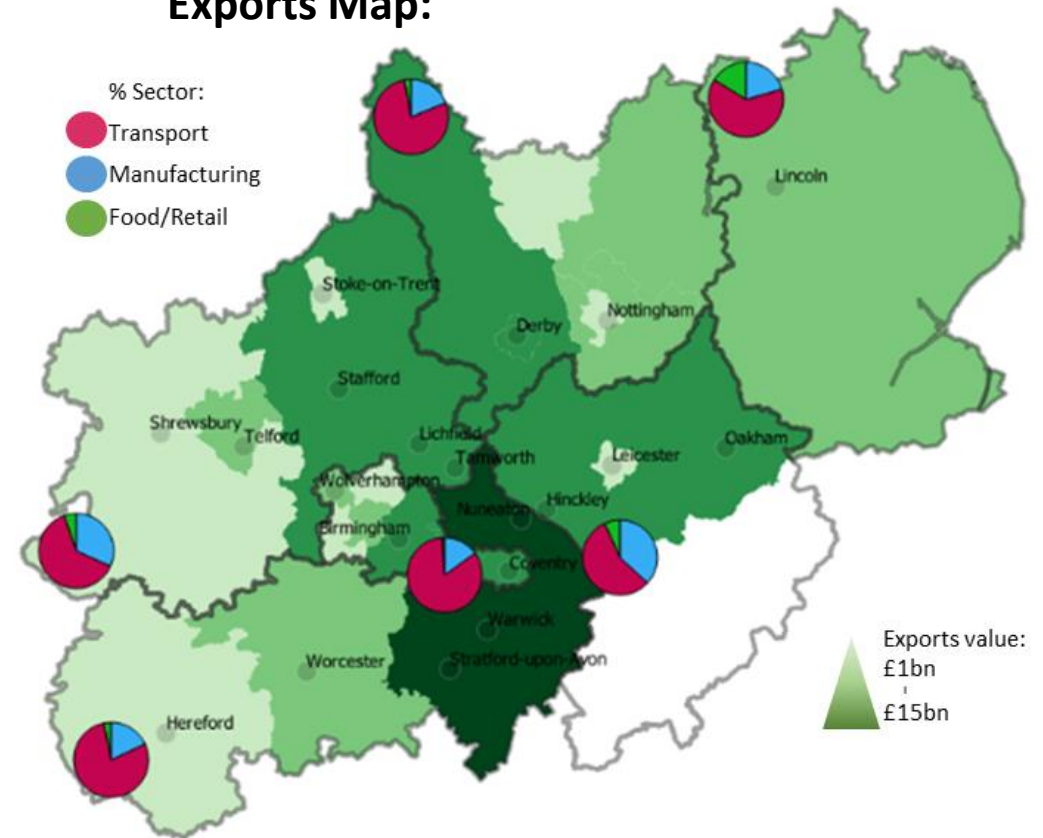 Exports Map:
% Sector:
Transport
Manufacturing
Food/Retail
Lincoln
Stoke-on-Trent
Nottingham
Derby
Stafford
Shrewsbury
Telford
Lichfield
Oakham
Tamworth
Leicester
Wolverhampton
Hinckley
Nuneaton
Birmingham
Coventry
Warwick
Worcester
Stratford-upon-Avon
Hereford
Exports value:
£1bn
-
£15bn